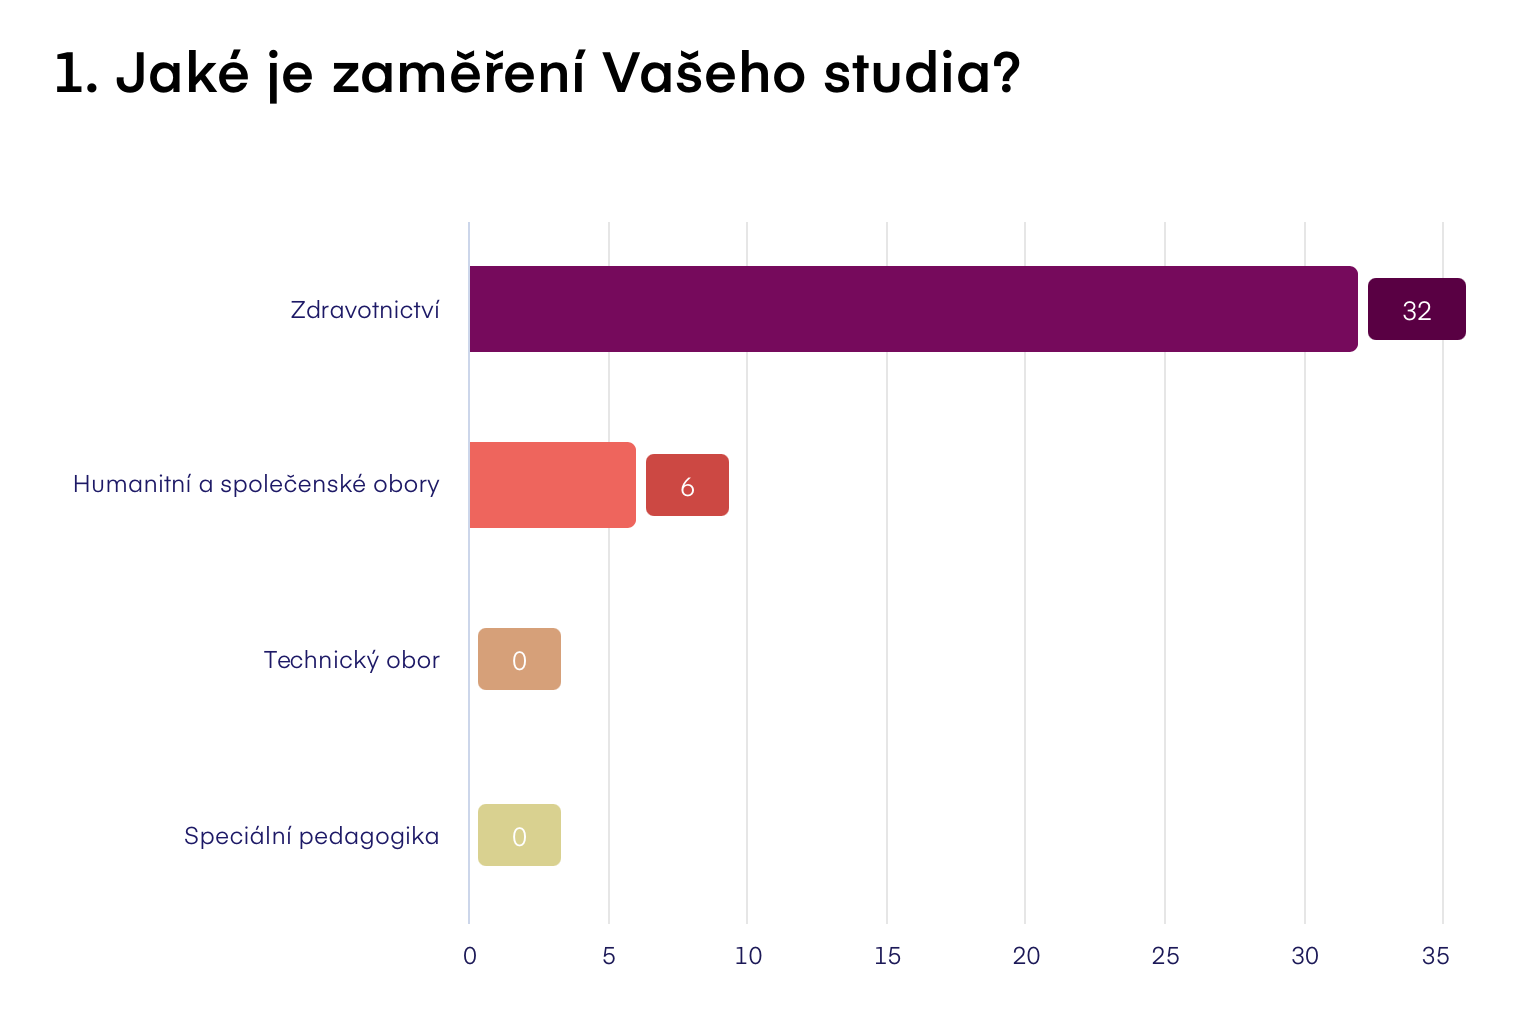 1. Jaké je zaměření Vašeho studia?
Zdravotnictví
32
Humanitní a společenské obory
6
Technický obor
0
Speciální pedagogika
0
0 5 10 15 20 25 30 35